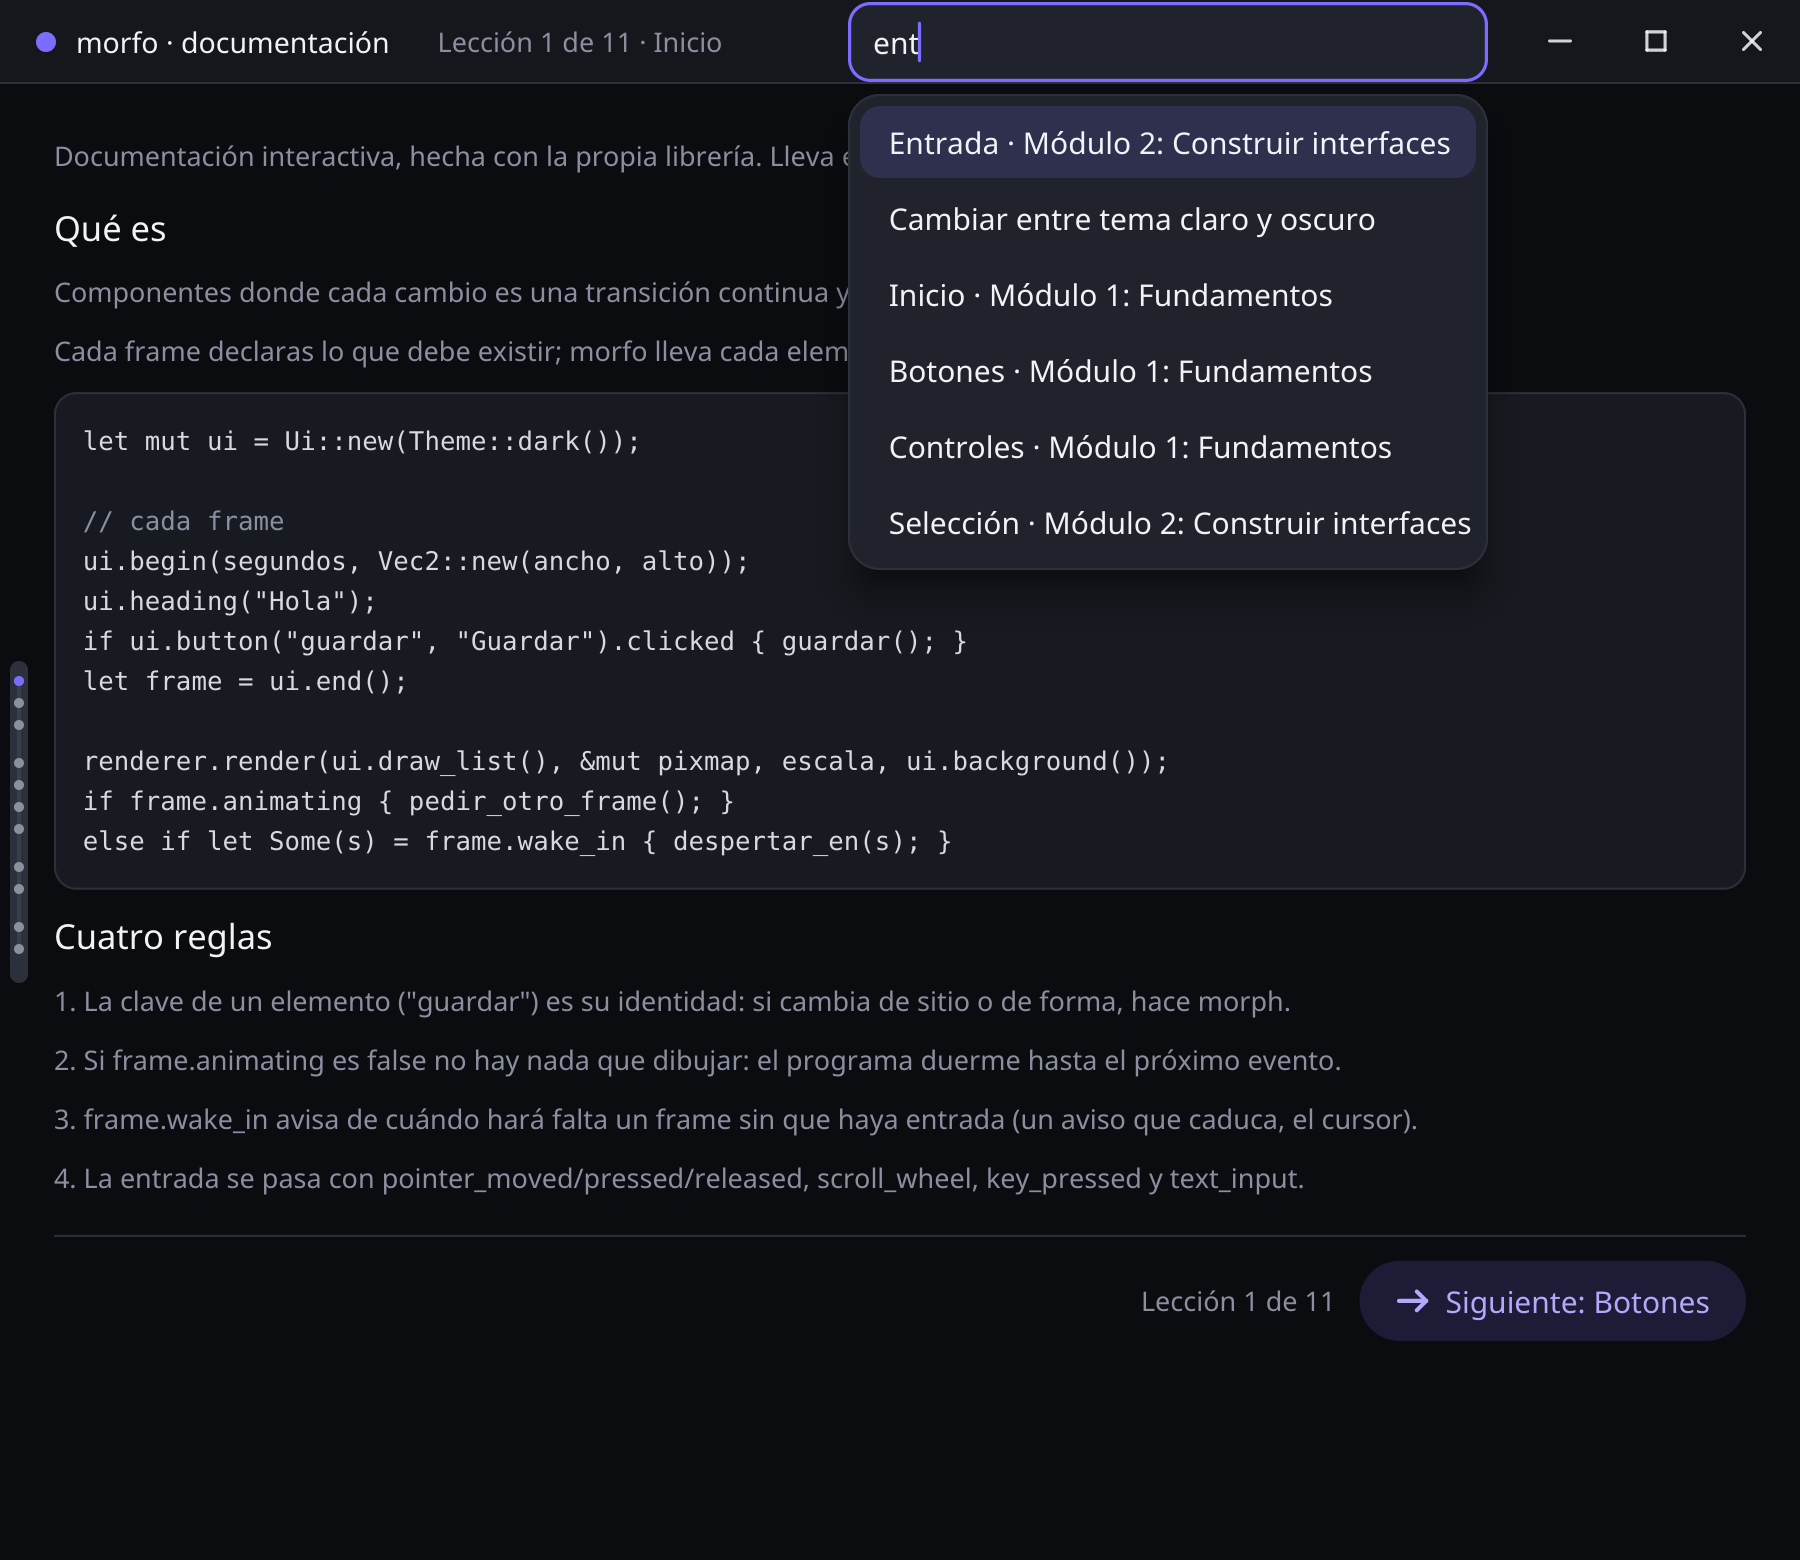 morfo · documentación
Lección 1 de 11 · Inicio
ent
Entrada · Módulo 2: Construir interfaces
Cambiar entre tema claro y oscuro
Inicio · Módulo 1: Fundamentos
Botones · Módulo 1: Fundamentos
Controles · Módulo 1: Fundamentos
Selección · Módulo 2: Construir interfaces
Documentación interactiva, hecha con la propia librería. Lleva
Qué es
Componentes donde cada cambio es una transición continua y
Cada frame declaras lo que debe existir; morfo lleva cada elem
let mut ui = Ui::new(Theme::dark());
// cada frame
ui.begin(segundos, Vec2::new(ancho, alto));
ui.heading("Hola");
if ui.button("guardar", "Guardar").clicked { guardar(); }
let frame = ui.end();
renderer.render(ui.draw_list(), &mut pixmap, escala, ui.background());
if frame.animating { pedir_otro_frame(); }
else if let Some(s) = frame.wake_in { despertar_en(s); }
Cuatro reglas
1. La clave de un elemento ("guardar") es su identidad: si cambia de sitio o de forma, hace morph.
2. Si frame.animating es false no hay nada que dibujar: el programa duerme hasta el próximo evento.
3. frame.wake_in avisa de cuándo hará falta un frame sin que haya entrada (un aviso que caduca, el cursor).
4. La entrada se pasa con pointer_moved/pressed/released, scroll_wheel, key_pressed y text_input.
Lección 1 de 11
→ Siguiente: Botones